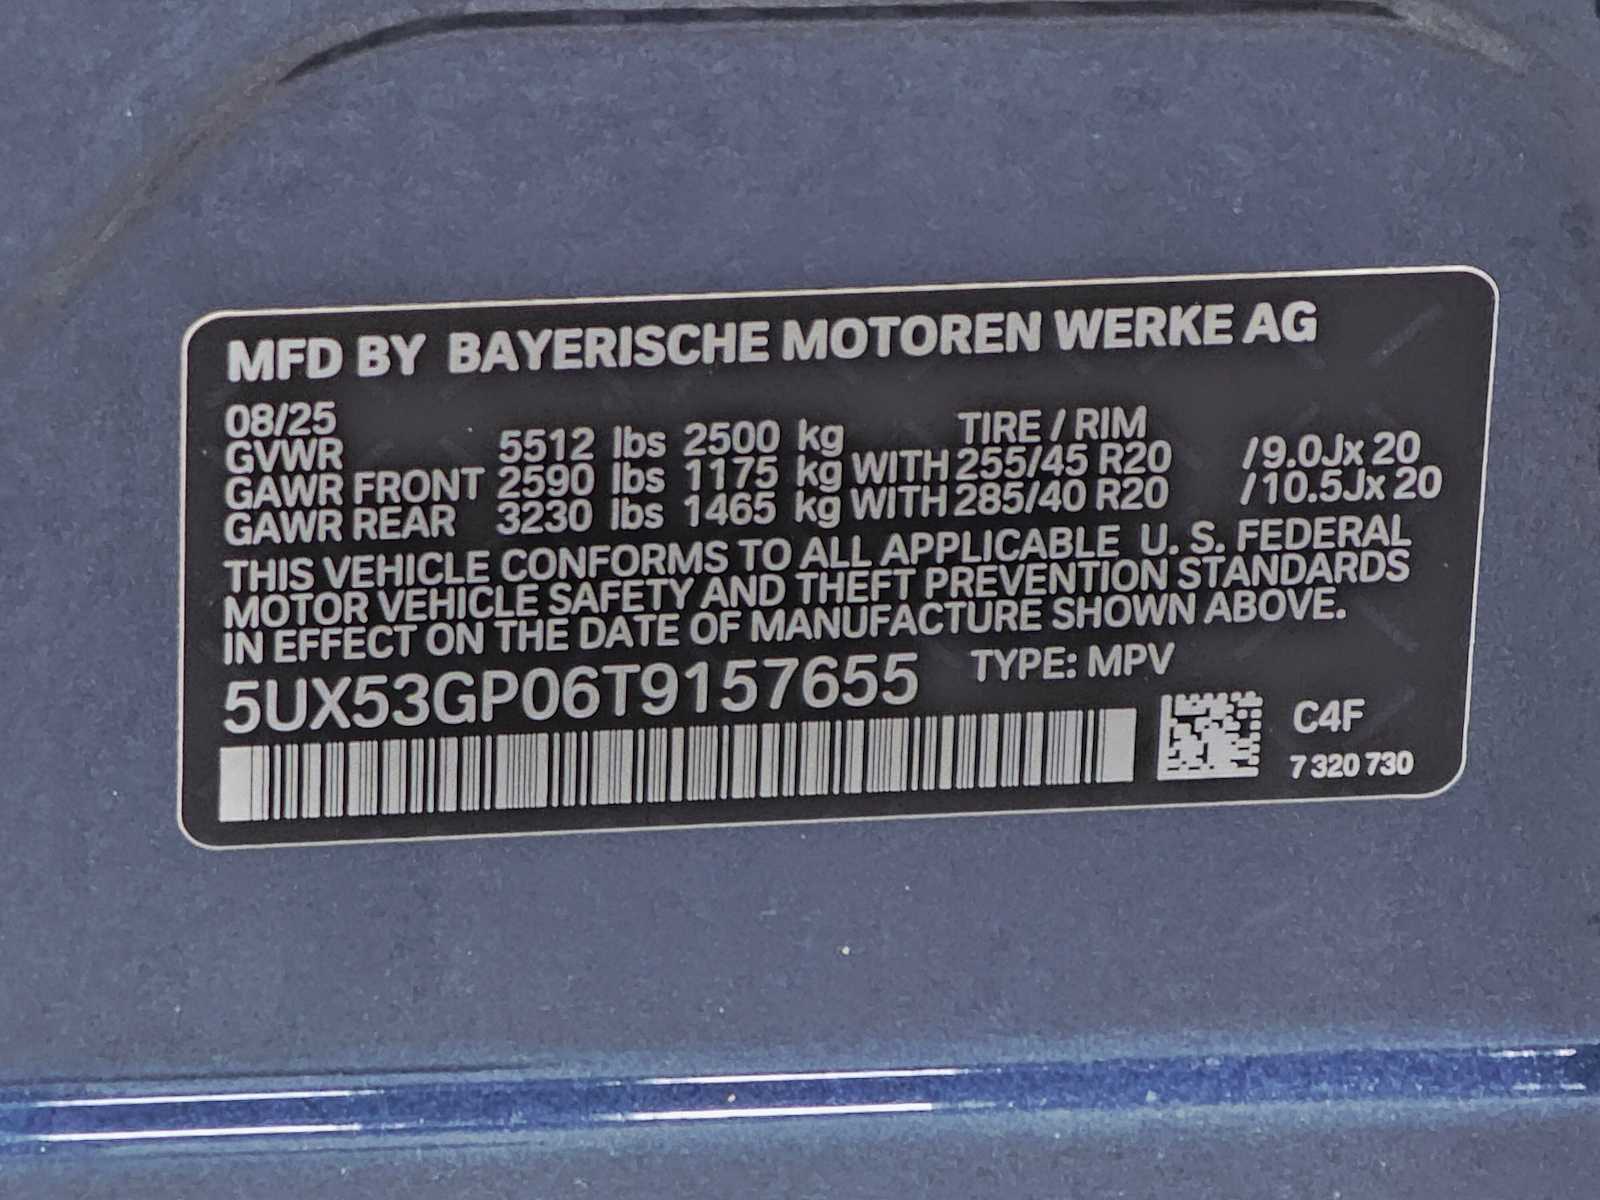 MFD BY BAYERISCHE MOTOREN WERKE AG
08/25
TIRE / RIM
GVWR 5512 lbs 2500 kg
GAWR FRONT 2590 lbs 1175 kg WITH 255/45 R20 /9.0Jx 20
GAWR REAR 3230 lbs 1465 kg WITH 285/40 R20 /10.5Jx 20
THIS VEHICLE CONFORMS TO ALL APPLICABLE U. S. FEDERAL
MOTOR VEHICLE SAFETY AND THEFT PREVENTION STANDARDS
IN EFFECT ON THE DATE OF MANUFACTURE SHOWN ABOVE.
5UX53GP06T9157655 TYPE: MPV
C4F
7 320 730